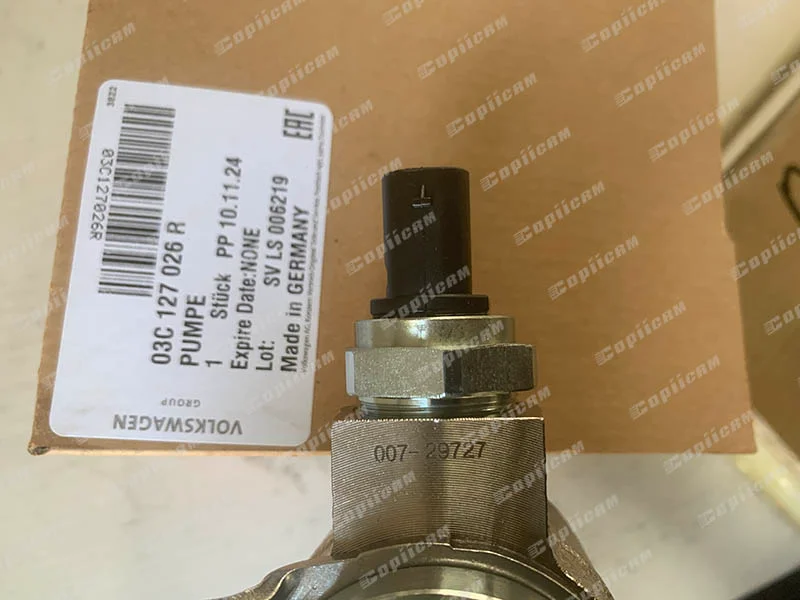 3822
EAC
03C127026R
03C 127 026 R
PUMPE
1 Stück PP 10.11.24
Expire Date:NONE
Lot: SV LS 006219
Made in GERMANY
VOLKSWAGEN
GROUP
007-29727
Copiicam